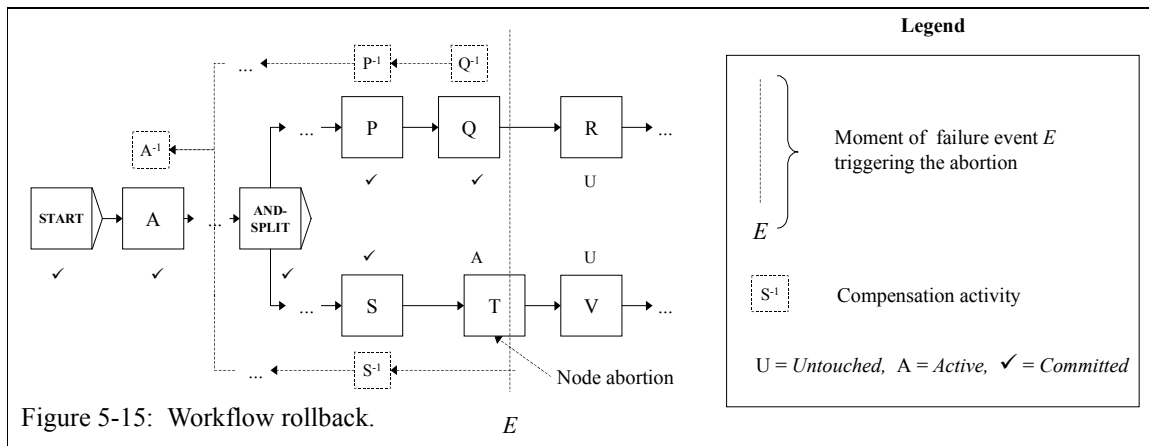 Legend
... P⁻¹ Q⁻¹
... P Q R ...
A⁻¹
✓ ✓ U
START A ... AND-SPLIT
✓ ✓ ✓
✓ A U
... S T V ...
... S⁻¹
Node abortion
E
Figure 5-15: Workflow rollback.
Moment of failure event E
triggering the abortion
E
S⁻¹ Compensation activity
U = Untouched, A = Active, ✓ = Committed